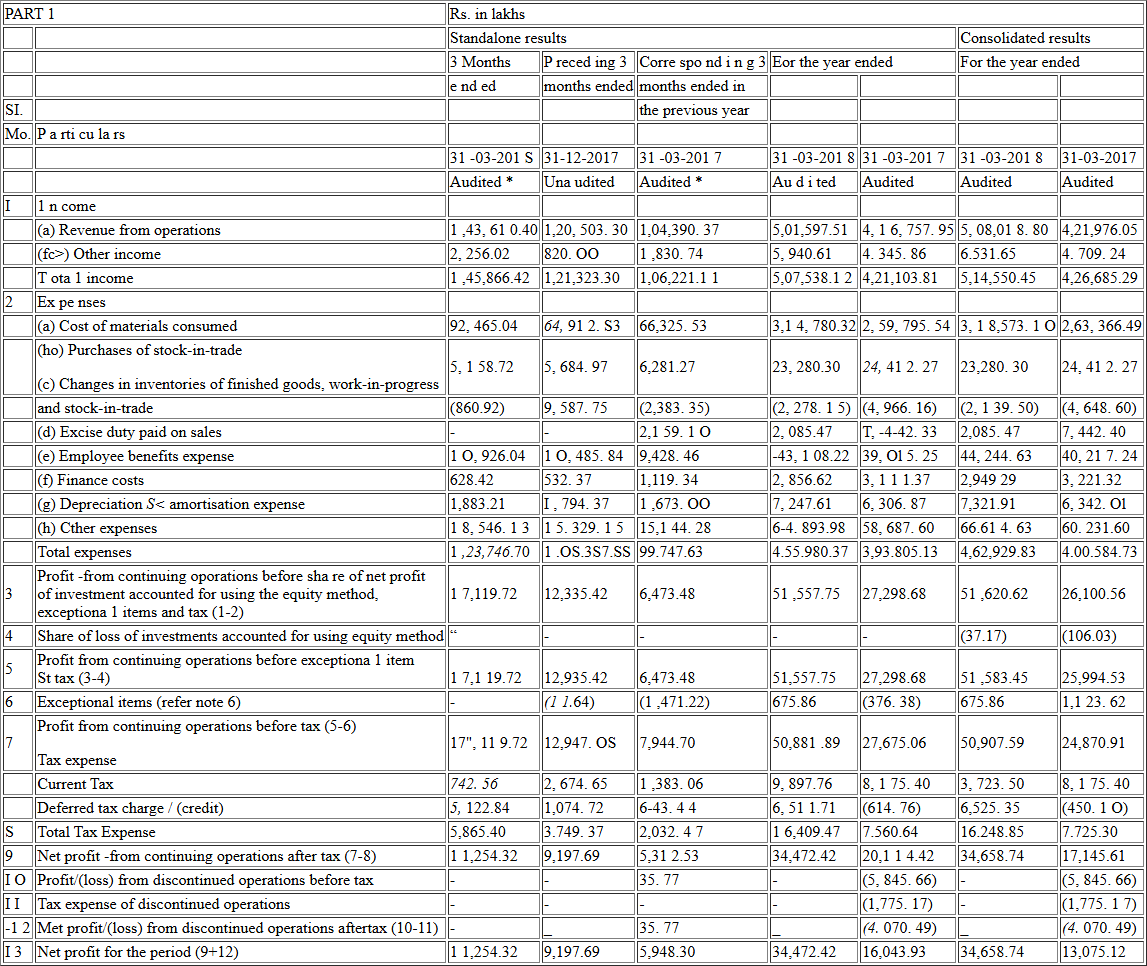 PART 1 Rs. in lakhs
Standalone results Consolidated results
3 Months P reced ing 3 Corre spo nd i n g 3 Eor the year ended For the year ended
e nd ed months ended months ended in
SI. the previous year
Mo. P a rti cu la rs
31 -03-201 S 31-12-2017 31 -03-201 7 31 -03-201 8 31 -03-201 7 31 -03-201 8 31-03-2017
Audited * Una udited Audited * Au d i ted Audited Audited Audited
I 1 n come
(a) Revenue from operations 1 ,43, 61 0.40 1,20, 503. 30 1,04,390. 37 5,01,597.51 4, 1 6, 757. 95 5, 08,01 8. 80 4,21,976.05
(fc>) Other income 2, 256.02 820. OO 1 ,830. 74 5, 940.61 4. 345. 86 6.531.65 4. 709. 24
T ota 1 income 1 ,45,866.42 1,21,323.30 1,06,221.1 1 5,07,538.1 2 4,21,103.81 5,14,550.45 4,26,685.29
2 Ex pe nses
(a) Cost of materials consumed 92, 465.04 64, 91 2. S3 66,325. 53 3,1 4, 780.32 2, 59, 795. 54 3, 1 8,573. 1 O 2,63, 366.49
(ho) Purchases of stock-in-trade
5, 1 58.72 5, 684. 97 6,281.27 23, 280.30 24, 41 2. 27 23,280. 30 24, 41 2. 27
(c) Changes in inventories of finished goods, work-in-progress
and stock-in-trade (860.92) 9, 587. 75 (2,383. 35) (2, 278. 1 5) (4, 966. 16) (2, 1 39. 50) (4, 648. 60)
(d) Excise duty paid on sales - - 2,1 59. 1 O 2, 085.47 T, -4-42. 33 2,085. 47 7, 442. 40
(e) Employee benefits expense 1 O, 926.04 1 O, 485. 84 9,428. 46 -43, 1 08.22 39, Ol 5. 25 44, 244. 63 40, 21 7. 24
(f) Finance costs 628.42 532. 37 1,119. 34 2, 856.62 3, 1 1 1.37 2,949 29 3, 221.32
(g) Depreciation S< amortisation expense 1,883.21 I , 794. 37 1 ,673. OO 7, 247.61 6, 306. 87 7,321.91 6, 342. Ol
(h) Cther expenses 1 8, 546. 1 3 1 5. 329. 1 5 15,1 44. 28 6-4. 893.98 58, 687. 60 66.61 4. 63 60. 231.60
Total expenses 1 ,23,746.70 1 .OS.3S7.SS 99.747.63 4.55.980.37 3,93.805.13 4,62,929.83 4.00.584.73
Profit -from continuing oporations before sha re of net profit
3 of investment accounted for using the equity method, 1 7,119.72 12,335.42 6,473.48 51 ,557.75 27,298.68 51 ,620.62 26,100.56
exceptiona 1 items and tax (1-2)
4 Share of loss of investments accounted for using equity method “ - - - - (37.17) (106.03)
Profit from continuing operations before exceptiona 1 item
5 St tax (3-4) 1 7,1 19.72 12,935.42 6,473.48 51,557.75 27,298.68 51 ,583.45 25,994.53
6 Exceptional items (refer note 6) - (1 1.64) (1 ,471.22) 675.86 (376. 38) 675.86 1,1 23. 62
Profit from continuing operations before tax (5-6)
7 17", 11 9.72 12,947. OS 7,944.70 50,881 .89 27,675.06 50,907.59 24,870.91
Tax expense
Current Tax 742. 56 2, 674. 65 1 ,383. 06 9, 897.76 8, 1 75. 40 3, 723. 50 8, 1 75. 40
Deferred tax charge / (credit) 5, 122.84 1,074. 72 6-43. 4 4 6, 51 1.71 (614. 76) 6,525. 35 (450. 1 O)
S Total Tax Expense 5,865.40 3.749. 37 2,032. 4 7 1 6,409.47 7.560.64 16.248.85 7.725.30
9 Net profit -from continuing operations after tax (7-8) 1 1,254.32 9,197.69 5,31 2.53 34,472.42 20,1 1 4.42 34,658.74 17,145.61
I O Profit/(loss) from discontinued operations before tax - - 35. 77 - (5, 845. 66) - (5, 845. 66)
I I Tax expense of discontinued operations - - - - (1,775. 17) - (1,775. 1 7)
-1 2 Met profit/(loss) from discontinued operations aftertax (10-11) - _ 35. 77 _ (4. 070. 49) _ (4. 070. 49)
I 3 Net profit for the period (9+12) 1 1,254.32 9,197.69 5,948.30 34,472.42 16,043.93 34,658.74 13,075.12